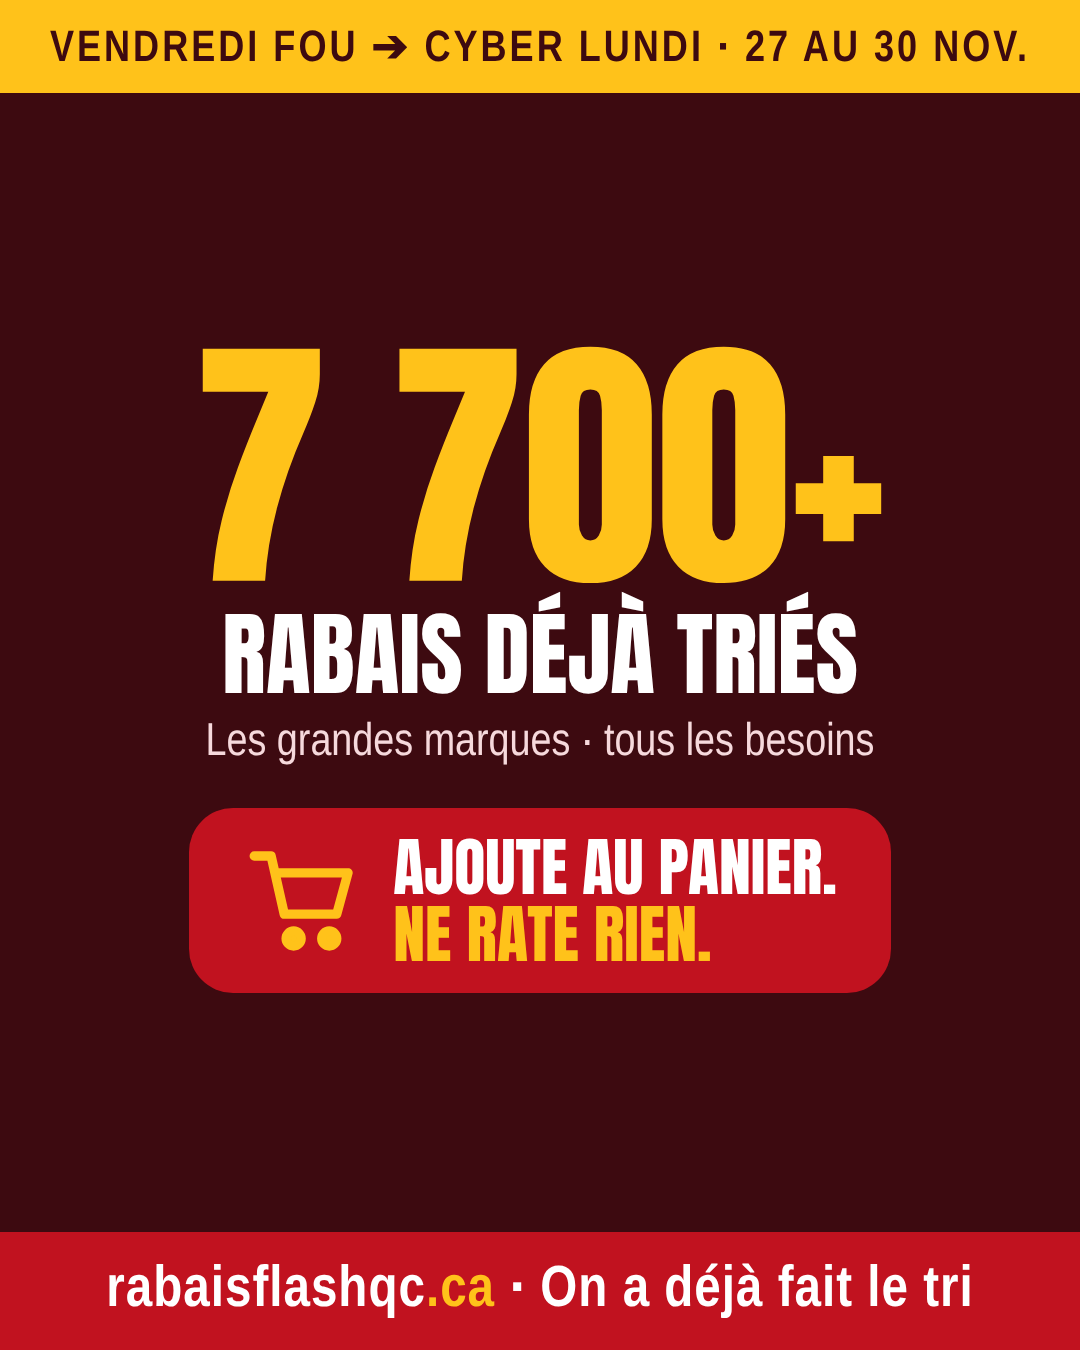 VENDREDI FOU ➔ CYBER LUNDI · 27 AU 30 NOV.
7 700+
RABAIS DÉJÀ TRIÉS
Les grandes marques · tous les besoins
AJOUTE AU PANIER.
NE RATE RIEN.
rabaisflashqc.ca · On a déjà fait le tri